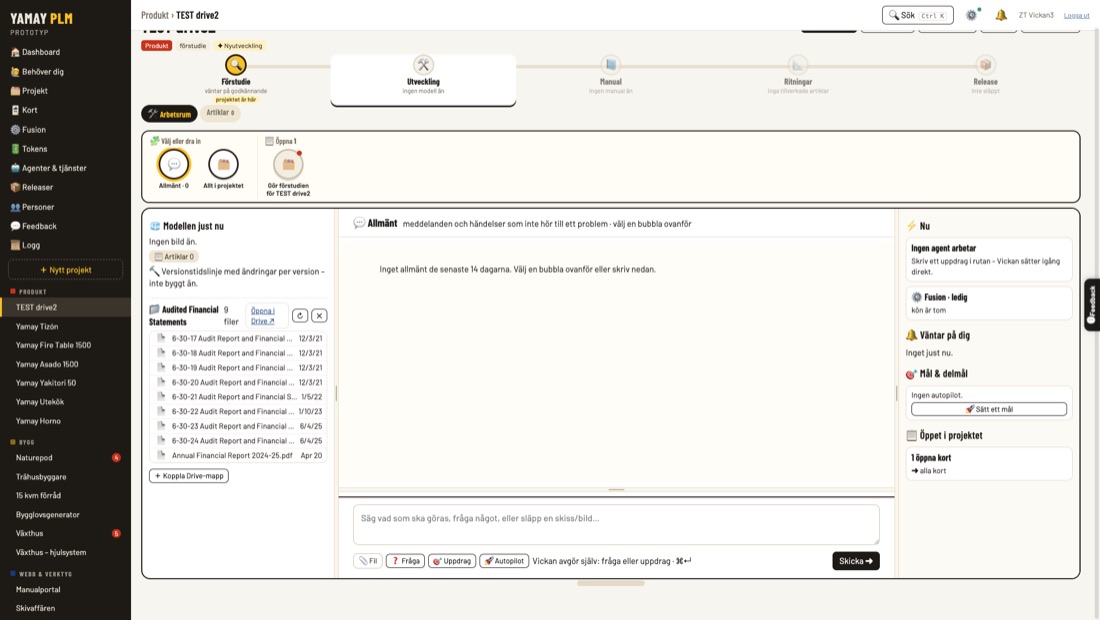 YAMAY PLM
PROTOTYP
Dashboard
Behöver dig
Projekt
Kort
Fusion
Tokens
Agenter & tjänster
Releaser
Personer
Feedback
Logg
+ Nytt projekt
PRODUKT
TEST drive2
Yamay Tizón
Yamay Fire Table 1500
Yamay Asado 1500
Yamay Yakitori 50
Yamay Utekök
Yamay Horno
BYGG
Naturepod
Trähusbyggare
15 kvm förråd
Bygglovsgenerator
Växthus
Växthus – hjulsystem
WEBB & VERKTYG
Manualportal
Skivaffären
Produkt › TEST drive2
Sök Ctrl K
ZT Vickan3
Logga ut
Produkt
förstudie
Nyutveckling
Förstudie
väntar på godkännande
projektet är här
Utveckling
ingen modell än
Manual
ingen manual än
Ritningar
inga tillverkade artiklar
Release
inte släppt
Arbetsrum
Artiklar 0
Välj eller dra in
Allmänt · 0
Allt i projektet
Öppna 1
Gör förstudien
för TEST drive2
Modellen just nu
Ingen bild än.
Artiklar 0
Versionstidslinje med ändringar per version –
inte byggt än.
Audited Financial
Statements
9
filer
Öppna i
Drive ↗
6-30-17 Audit Report and Financial ... 12/3/21
6-30-18 Audit Report and Financial ... 12/3/21
6-30-19 Audit Report and Financial ... 12/3/21
6-30-20 Audit Report and Financial ... 12/3/21
6-30-21 Audit Report and Financial S... 1/5/22
6-30-22 Audit Report and Financial ... 1/10/23
6-30-23 Audit Report and Financial ... 6/4/25
6-30-24 Audit Report and Financial ... 6/4/25
Annual Financial Report 2024-25.pdf Apr 20
+ Koppla Drive-mapp
Allmänt meddelanden och händelser som inte hör till ett problem · välj en bubbla ovanför
Inget allmänt de senaste 14 dagarna. Välj en bubbla ovanför eller skriv nedan.
Säg vad som ska göras, fråga något, eller släpp en skiss/bild...
Fil
Fråga
Uppdrag
Autopilot
Vickan avgör själv: fråga eller uppdrag · ⌘↵
Skicka ➔
Nu
Ingen agent arbetar
Skriv ett uppdrag i rutan – Vickan sätter igång
direkt.
Fusion · ledig
kön är tom
Väntar på dig
Inget just nu.
Mål & delmål
Ingen autopilot.
Sätt ett mål
Öppet i projektet
1 öppna kort
➔ alla kort
Feedback